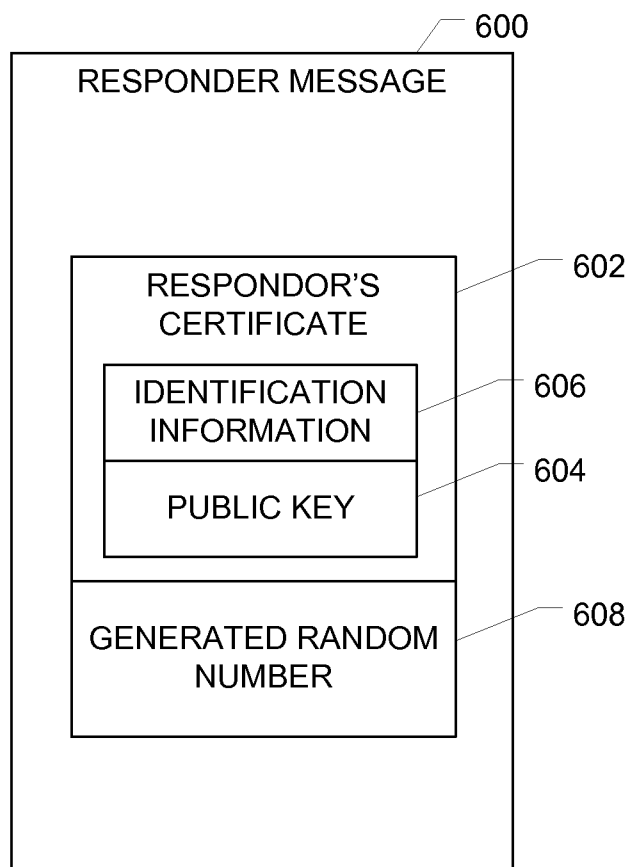 600
RESPONDER MESSAGE
602
RESPONDOR'S
CERTIFICATE
606
IDENTIFICATION
INFORMATION
604
PUBLIC KEY
608
GENERATED RANDOM
NUMBER